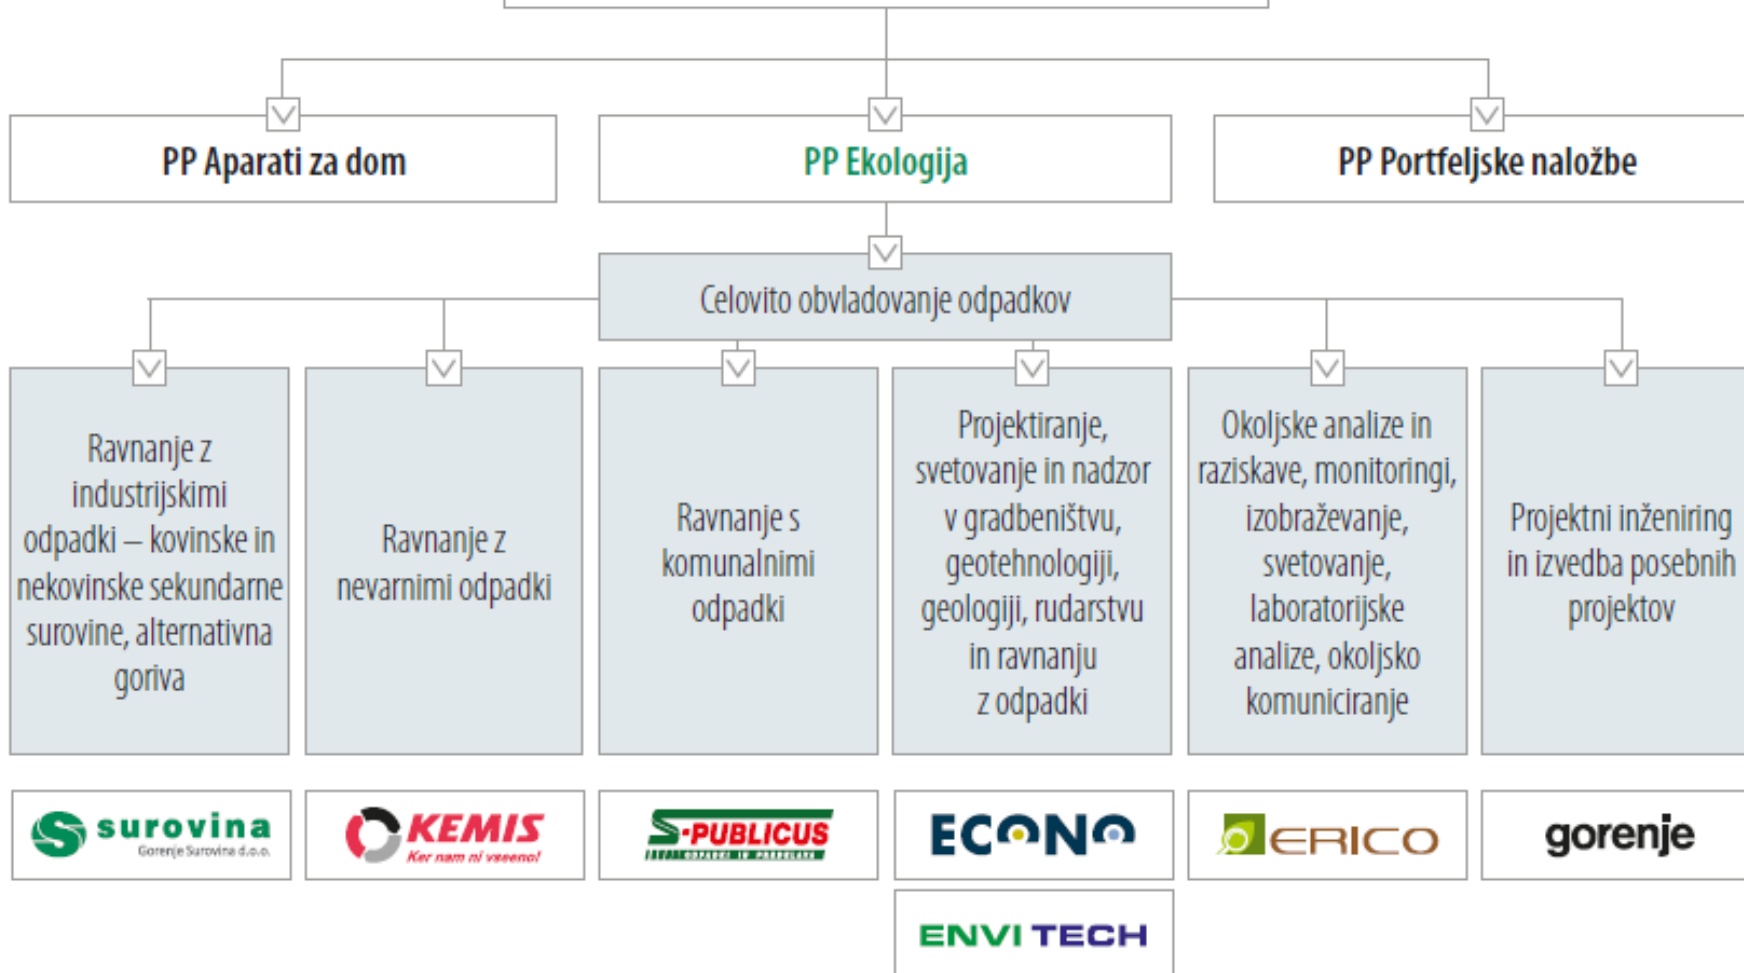 PP Aparati za dom
PP Ekologija
PP Portfeljske naložbe
Celovito obvladovanje odpadkov
Ravnanje z
industrijskimi
odpadki – kovinske in
nekovinske sekundarne
surovine, alternativna
goriva
Ravnanje z
nevarnimi odpadki
Ravnanje s
komunalnimi
odpadki
Projektiranje,
svetovanje in nadzor
v gradbeništvu,
geotehnologiji,
geologiji, rudarstvu
in ravnanju
z odpadki
Okoljske analize in
raziskave, monitoringi,
izobraževanje,
svetovanje,
laboratorijske
analize, okoljsko
komuniciranje
Projektni inženiring
in izvedba posebnih
projektov
surovina
Gorenje Surovina d.o.o.
KEMIS
Ker nam ni vseeno!
S-PUBLICUS
ODPADKI IN PREDELAVA
ECONO
ERICO
gorenje
ENVITECH